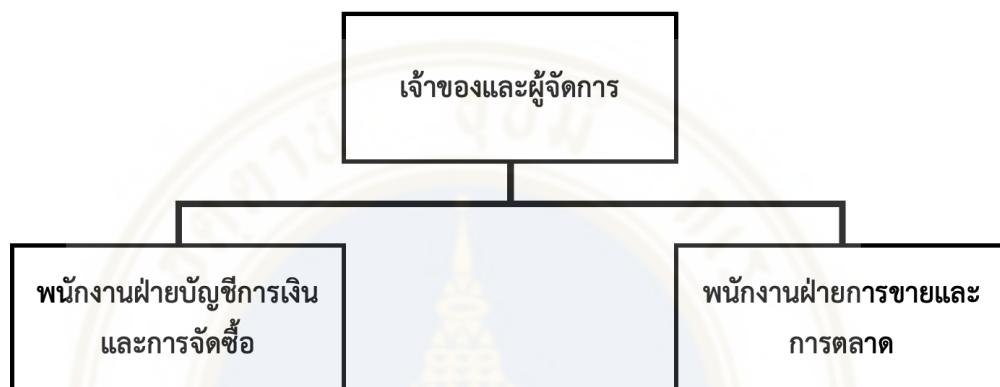 เจ้าของและผู้จัดการ
พนักงานฝ่ายบัญชีการเงิน
และการจัดซื้อ
พนักงานฝ่ายการขายและ
การตลาด